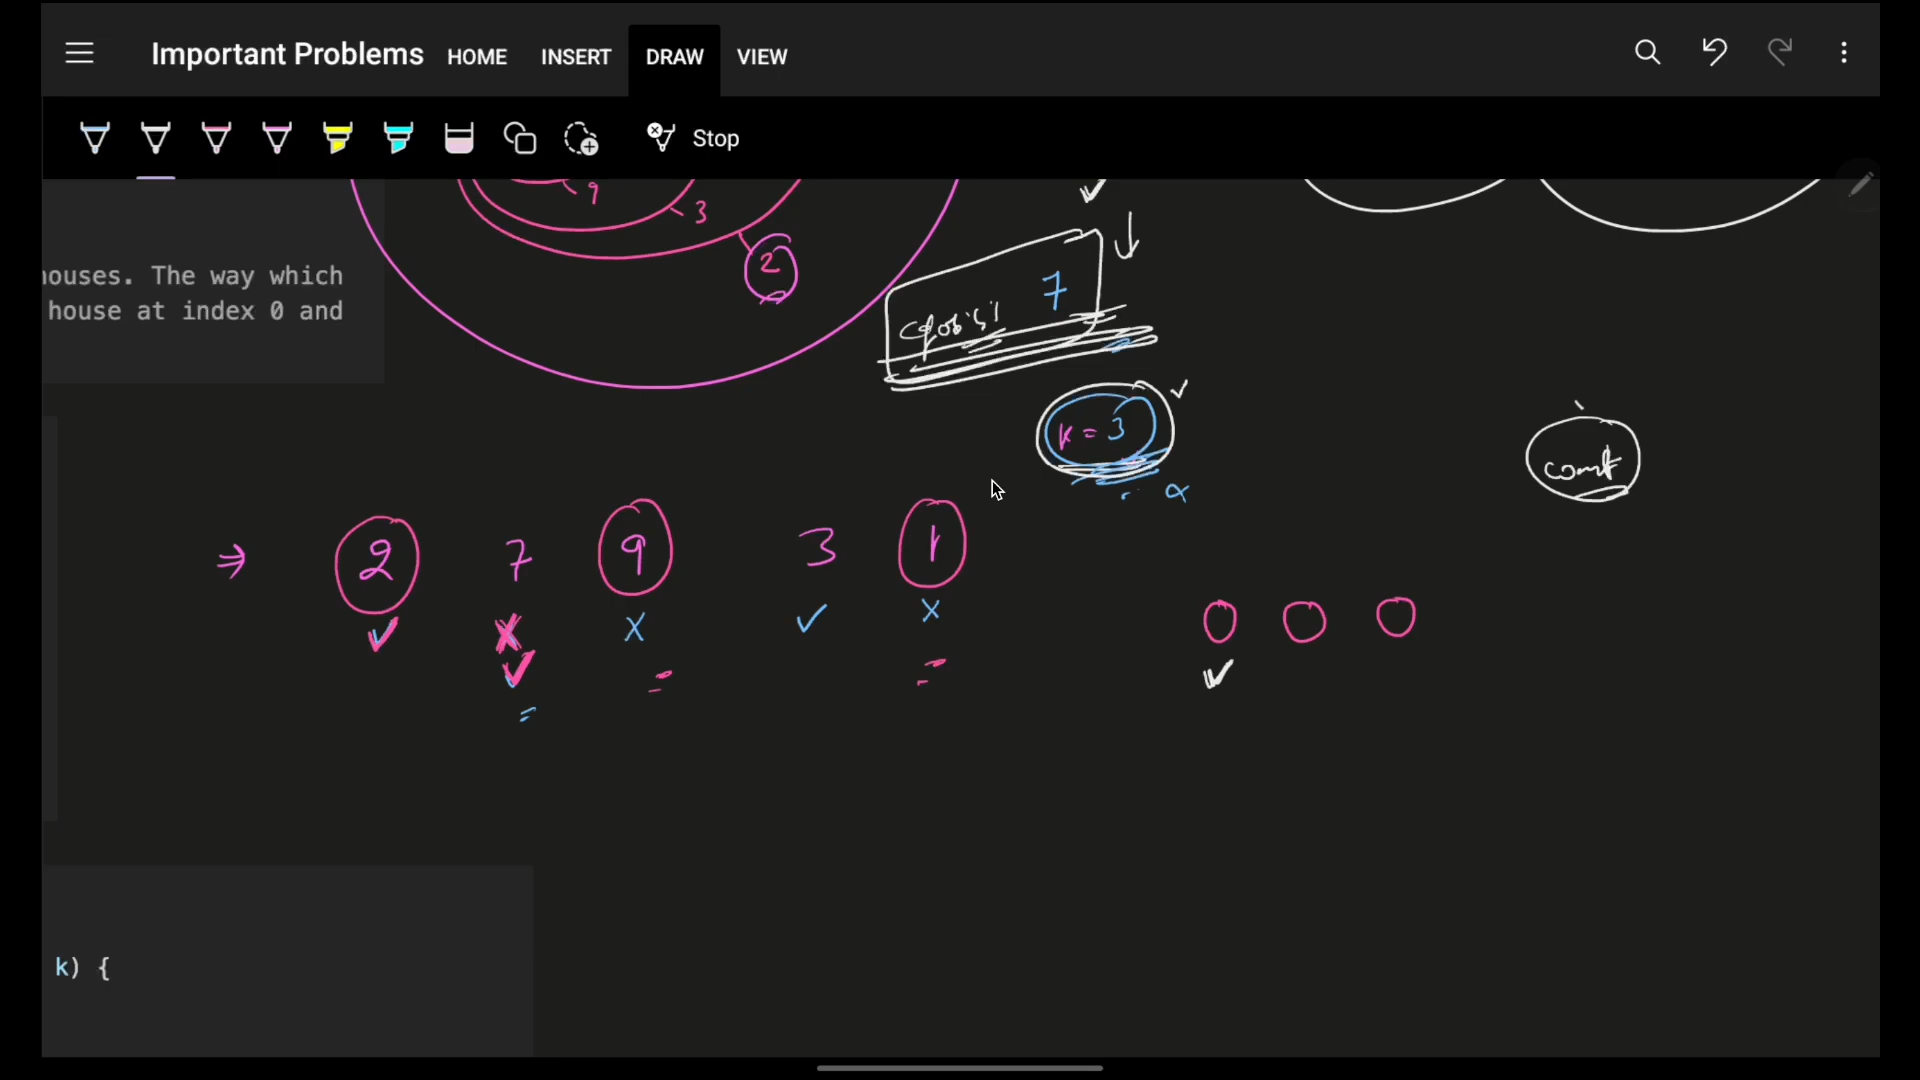 Important Problems HOME INSERT DRAW VIEW
Stop
9
3
2
houses. The way which
house at index 0 and
7
k = 3
count
2 7 9 3 1
k) {